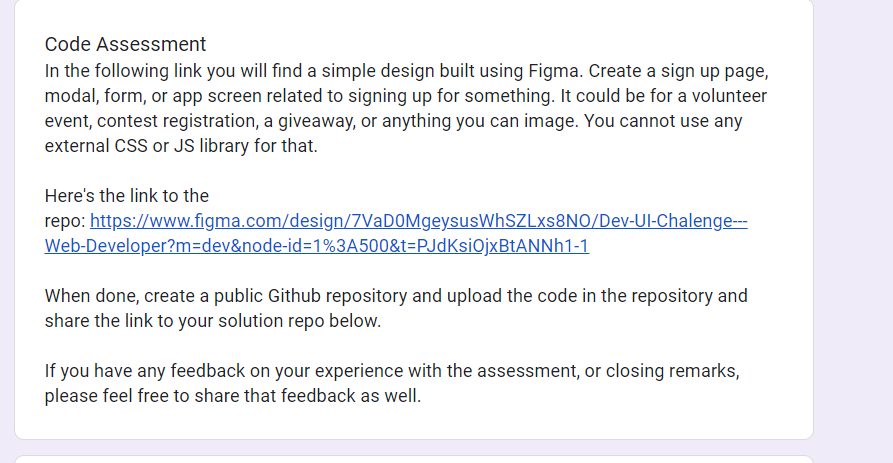 Code Assessment
In the following link you will find a simple design built using Figma. Create a sign up page,
modal, form, or app screen related to signing up for something. It could be for a volunteer
event, contest registration, a giveaway, or anything you can image. You cannot use any
external CSS or JS library for that.
Here's the link to the
repo: https://www.figma.com/design/7VaD0MgeysusWhSZLxs8NO/Dev-UI-Chalenge---
Web-Developer?m=dev&node-id=1%3A500&t=PJdKsiOjxBtANNh1-1
When done, create a public Github repository and upload the code in the repository and
share the link to your solution repo below.
If you have any feedback on your experience with the assessment, or closing remarks,
please feel free to share that feedback as well.